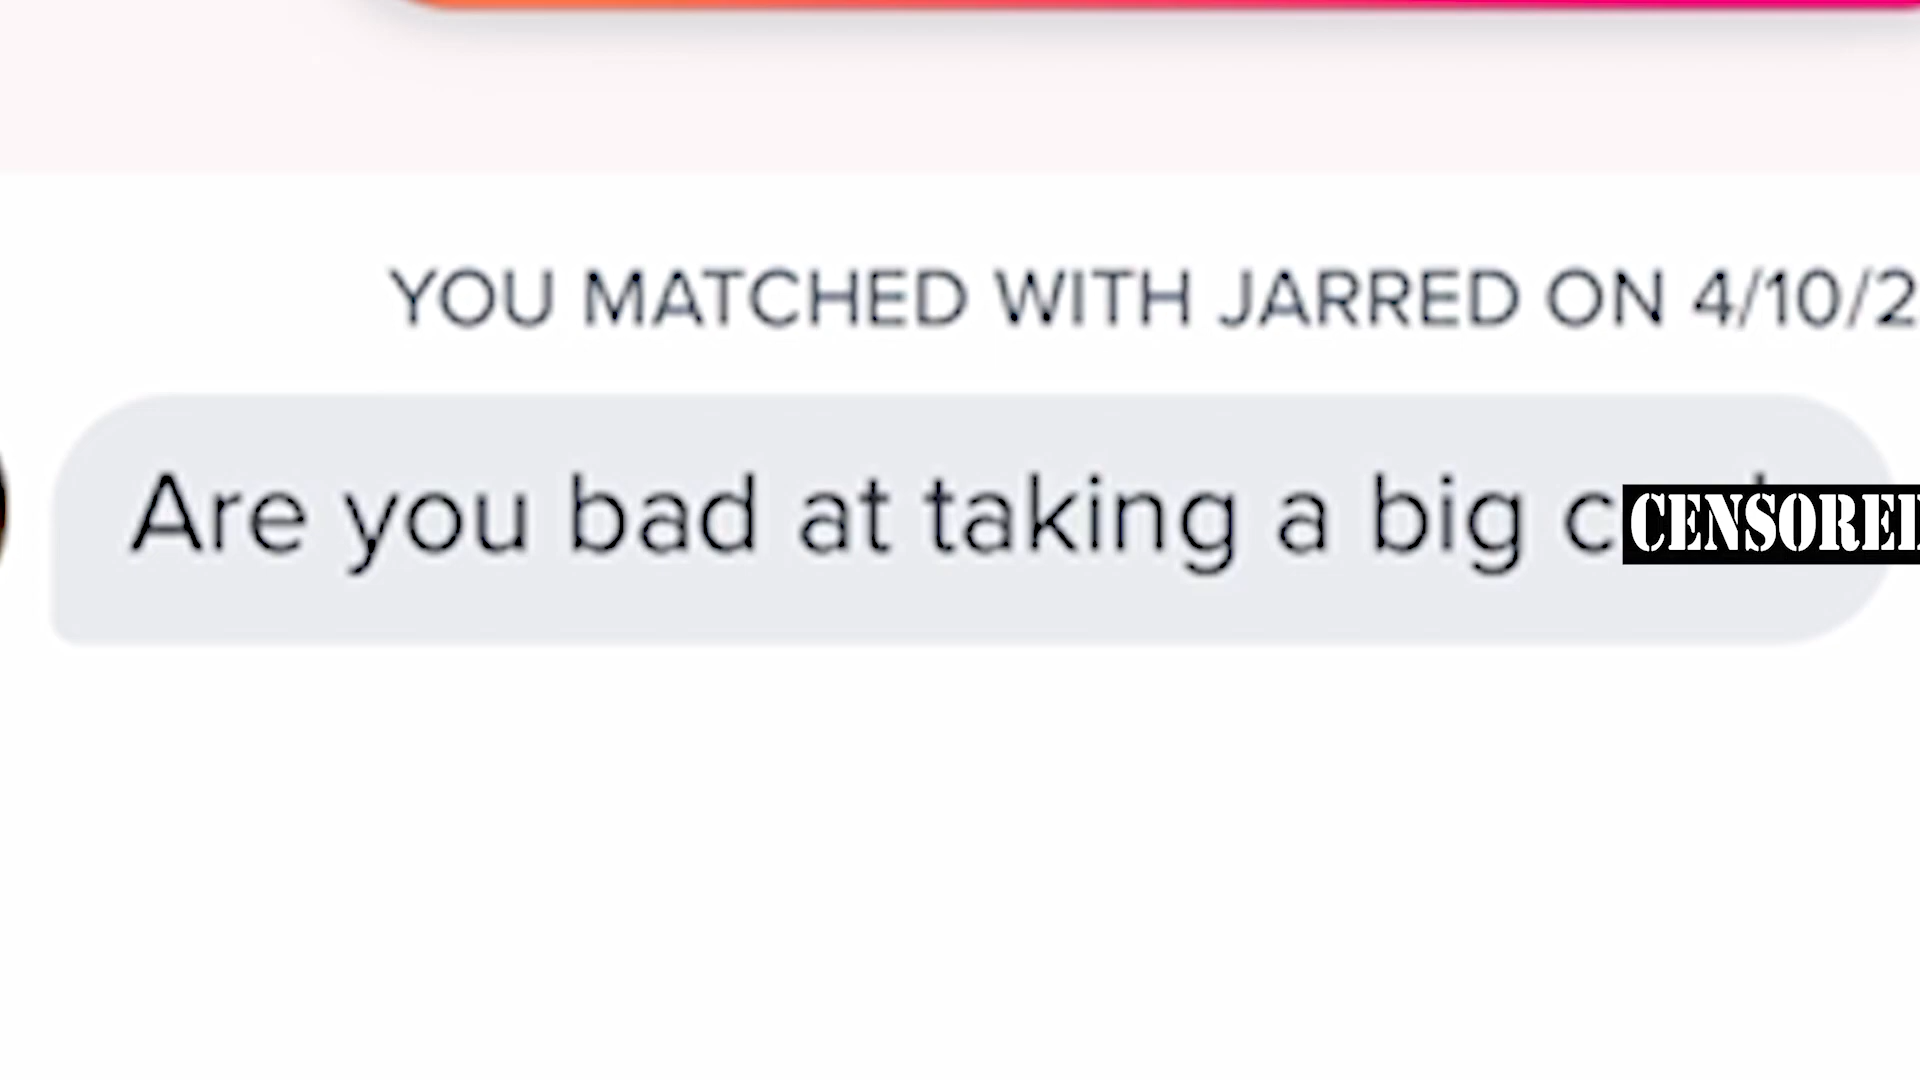 YOU MATCHED WITH JARRED ON 4/10/2
Are you bad at taking a big c CENSORED